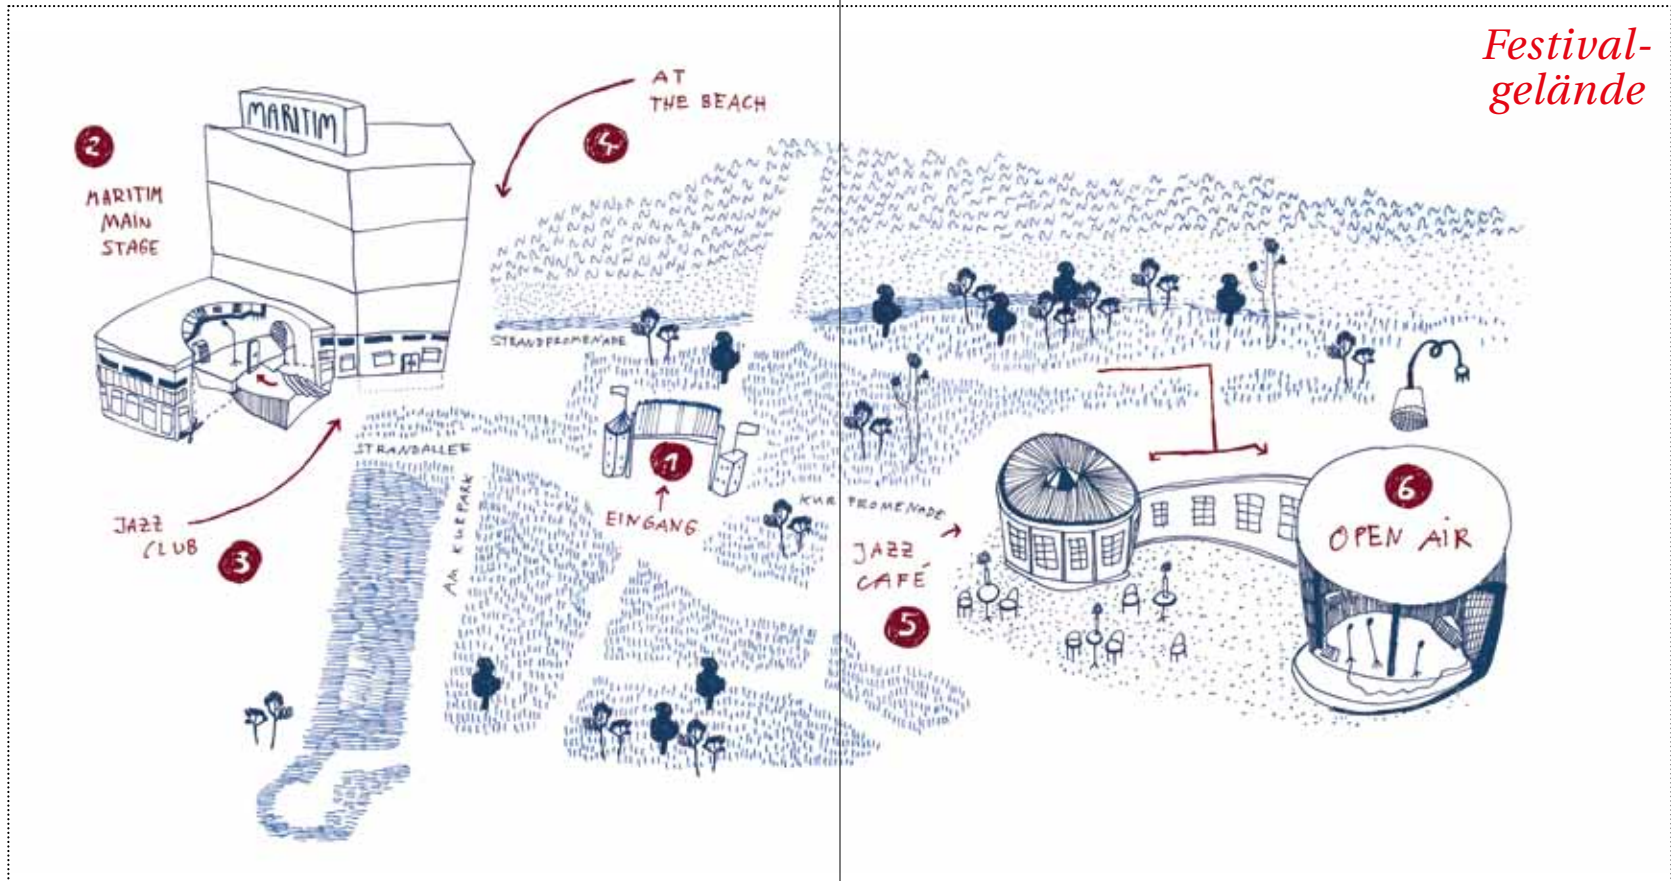 Festival-
gelände
AT
THE BEACH
4
MARITIM
2
MARITIM
MAIN
STAGE
STRANDPROMENADE
STRANDALLEE
1
EINGANG
AM KURPARK
JAZZ
CLUB
3
KURPROMENADE
JAZZ
CAFÉ
5
6
OPEN AIR